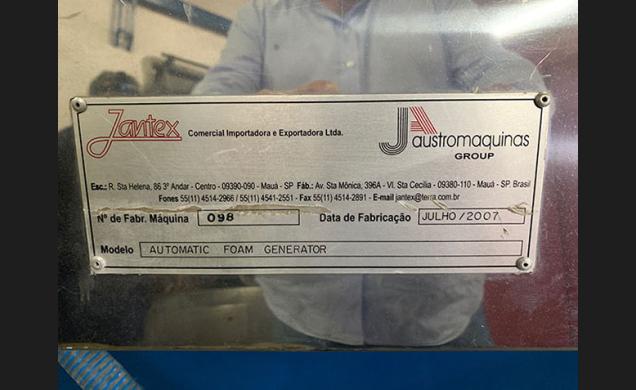 Jantex Comercial Importadora e Exportadora Ltda.
JA austromaquinas
GROUP
Esc.: R. Sta Helena, 86 3º Andar - Centro - 09390-090 - Mauá - SP Fáb.: Av. Sta Mônica, 396A - Vl. Sta Cecilia - 09380-110 - Mauá - SP. Brasil
Fones 55(11) 4514-2966 / 55(11) 4541-2551 - Fax 55(11) 4514-2891 - E-mail jantex@terra.com.br
Nº de Fabr. Máquina 098 Data de Fabricação JULHO/2007
Modelo AUTOMATIC FOAM GENERATOR